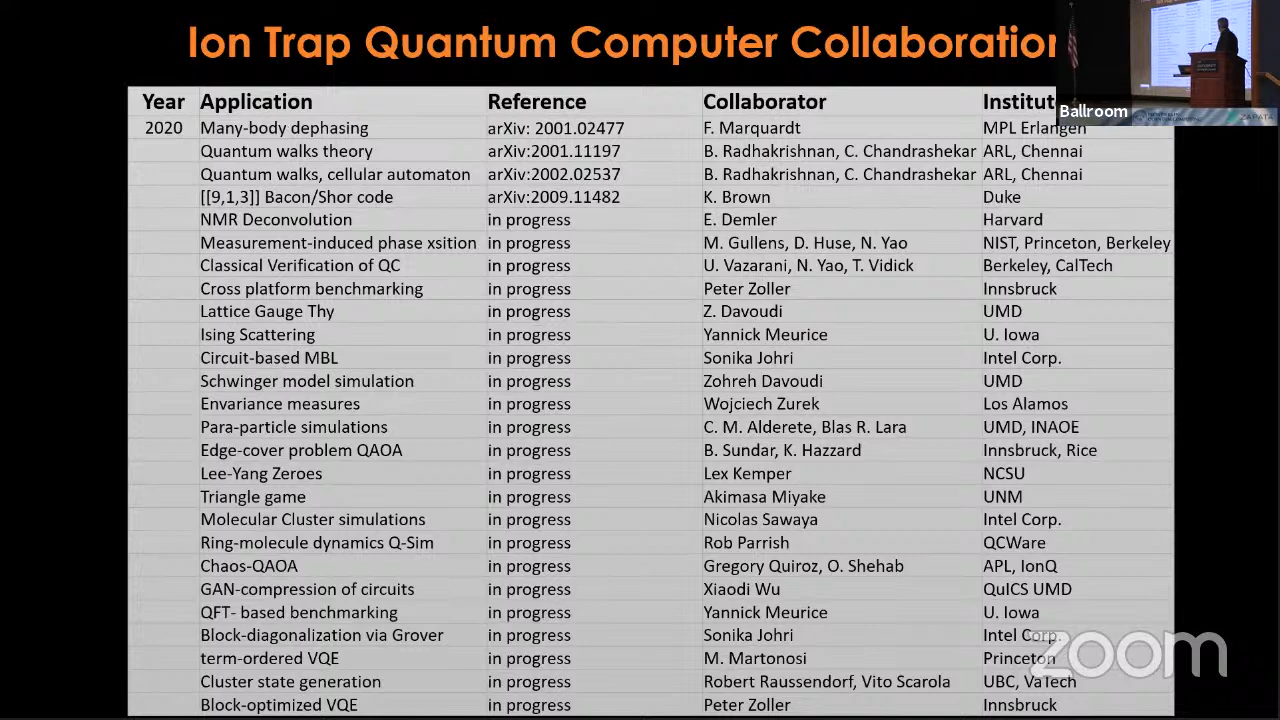 Ion Trap Quantum Computer Collaboration
Ballroom
ZAPATA
Year Application Reference Collaborator Institut
2020 Many-body dephasing arXiv: 2001.02477 F. Marquardt MPL Erlangen
Quantum walks theory arXiv:2001.11197 B. Radhakrishnan, C. Chandrashekar ARL, Chennai
Quantum walks, cellular automaton arXiv:2002.02537 B. Radhakrishnan, C. Chandrashekar ARL, Chennai
[[9,1,3]] Bacon/Shor code arXiv:2009.11482 K. Brown Duke
NMR Deconvolution in progress E. Demler Harvard
Measurement-induced phase xsition in progress M. Gullens, D. Huse, N. Yao NIST, Princeton, Berkeley
Classical Verification of QC in progress U. Vazarani, N. Yao, T. Vidick Berkeley, CalTech
Cross platform benchmarking in progress Peter Zoller Innsbruck
Lattice Gauge Thy in progress Z. Davoudi UMD
Ising Scattering in progress Yannick Meurice U. Iowa
Circuit-based MBL in progress Sonika Johri Intel Corp.
Schwinger model simulation in progress Zohreh Davoudi UMD
Envariance measures in progress Wojciech Zurek Los Alamos
Para-particle simulations in progress C. M. Alderete, Blas R. Lara UMD, INAOE
Edge-cover problem QAOA in progress B. Sundar, K. Hazzard Innsbruck, Rice
Lee-Yang Zeroes in progress Lex Kemper NCSU
Triangle game in progress Akimasa Miyake UNM
Molecular Cluster simulations in progress Nicolas Sawaya Intel Corp.
Ring-molecule dynamics Q-Sim in progress Rob Parrish QCWare
Chaos-QAOA in progress Gregory Quiroz, O. Shehab APL, IonQ
GAN-compression of circuits in progress Xiaodi Wu QuICS UMD
QFT- based benchmarking in progress Yannick Meurice U. Iowa
Block-diagonalization via Grover in progress Sonika Johri Intel Corp.
term-ordered VQE in progress M. Martonosi Princeton
Cluster state generation in progress Robert Raussendorf, Vito Scarola UBC, VaTech
Block-optimized VQE in progress Peter Zoller Innsbruck
zoom